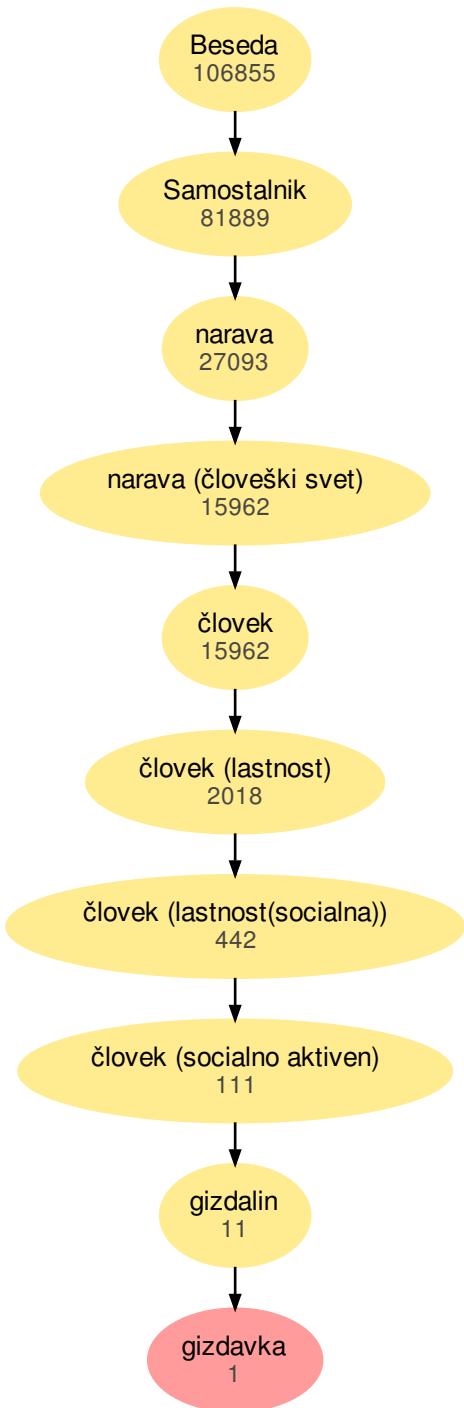 Beseda
106855
Samostalnik
81889
narava
27093
narava (človeški svet)
15962
človek
15962
človek (lastnost)
2018
človek (lastnost(socialna))
442
človek (socialno aktiven)
111
gizdalin
11
gizdavka
1